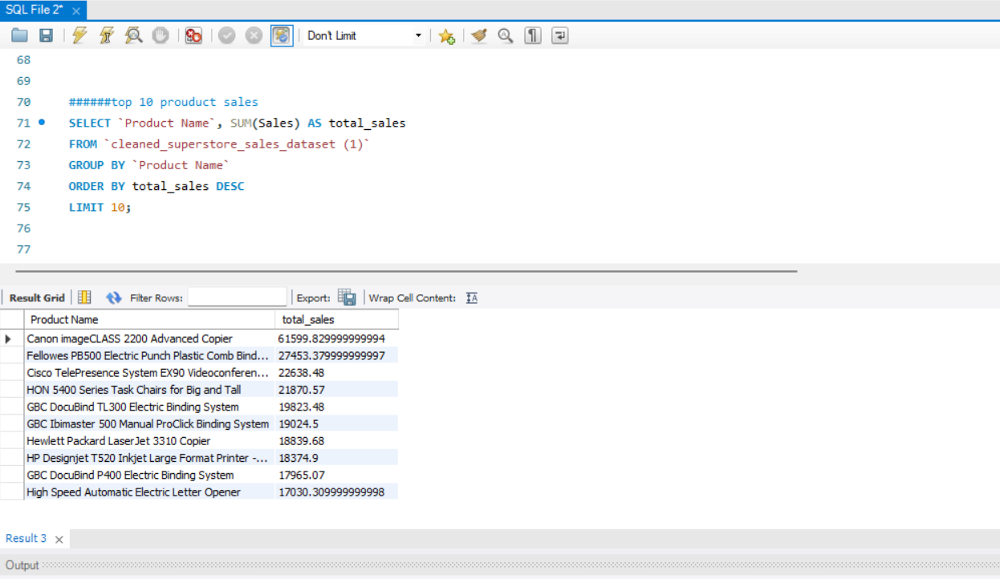 SQL File 2*
Don't Limit
68
69
70 ######top 10 prouduct sales
71 SELECT `Product Name`, SUM(Sales) AS total_sales
72 FROM `cleaned_superstore_sales_dataset (1)`
73 GROUP BY `Product Name`
74 ORDER BY total_sales DESC
75 LIMIT 10;
76
77
Result Grid Filter Rows: Export: Wrap Cell Content:
Product Name total_sales
Canon imageCLASS 2200 Advanced Copier 61599.829999999994
Fellowes PB500 Electric Punch Plastic Comb Bind... 27453.379999999997
Cisco TelePresence System EX90 Videoconferen... 22638.48
HON 5400 Series Task Chairs for Big and Tall 21870.57
GBC DocuBind TL300 Electric Binding System 19823.48
GBC Ibimaster 500 Manual ProClick Binding System 19024.5
Hewlett Packard LaserJet 3310 Copier 18839.68
HP Designjet T520 Inkjet Large Format Printer -... 18374.9
GBC DocuBind P400 Electric Binding System 17965.07
High Speed Automatic Electric Letter Opener 17030.309999999998
Result 3
Output